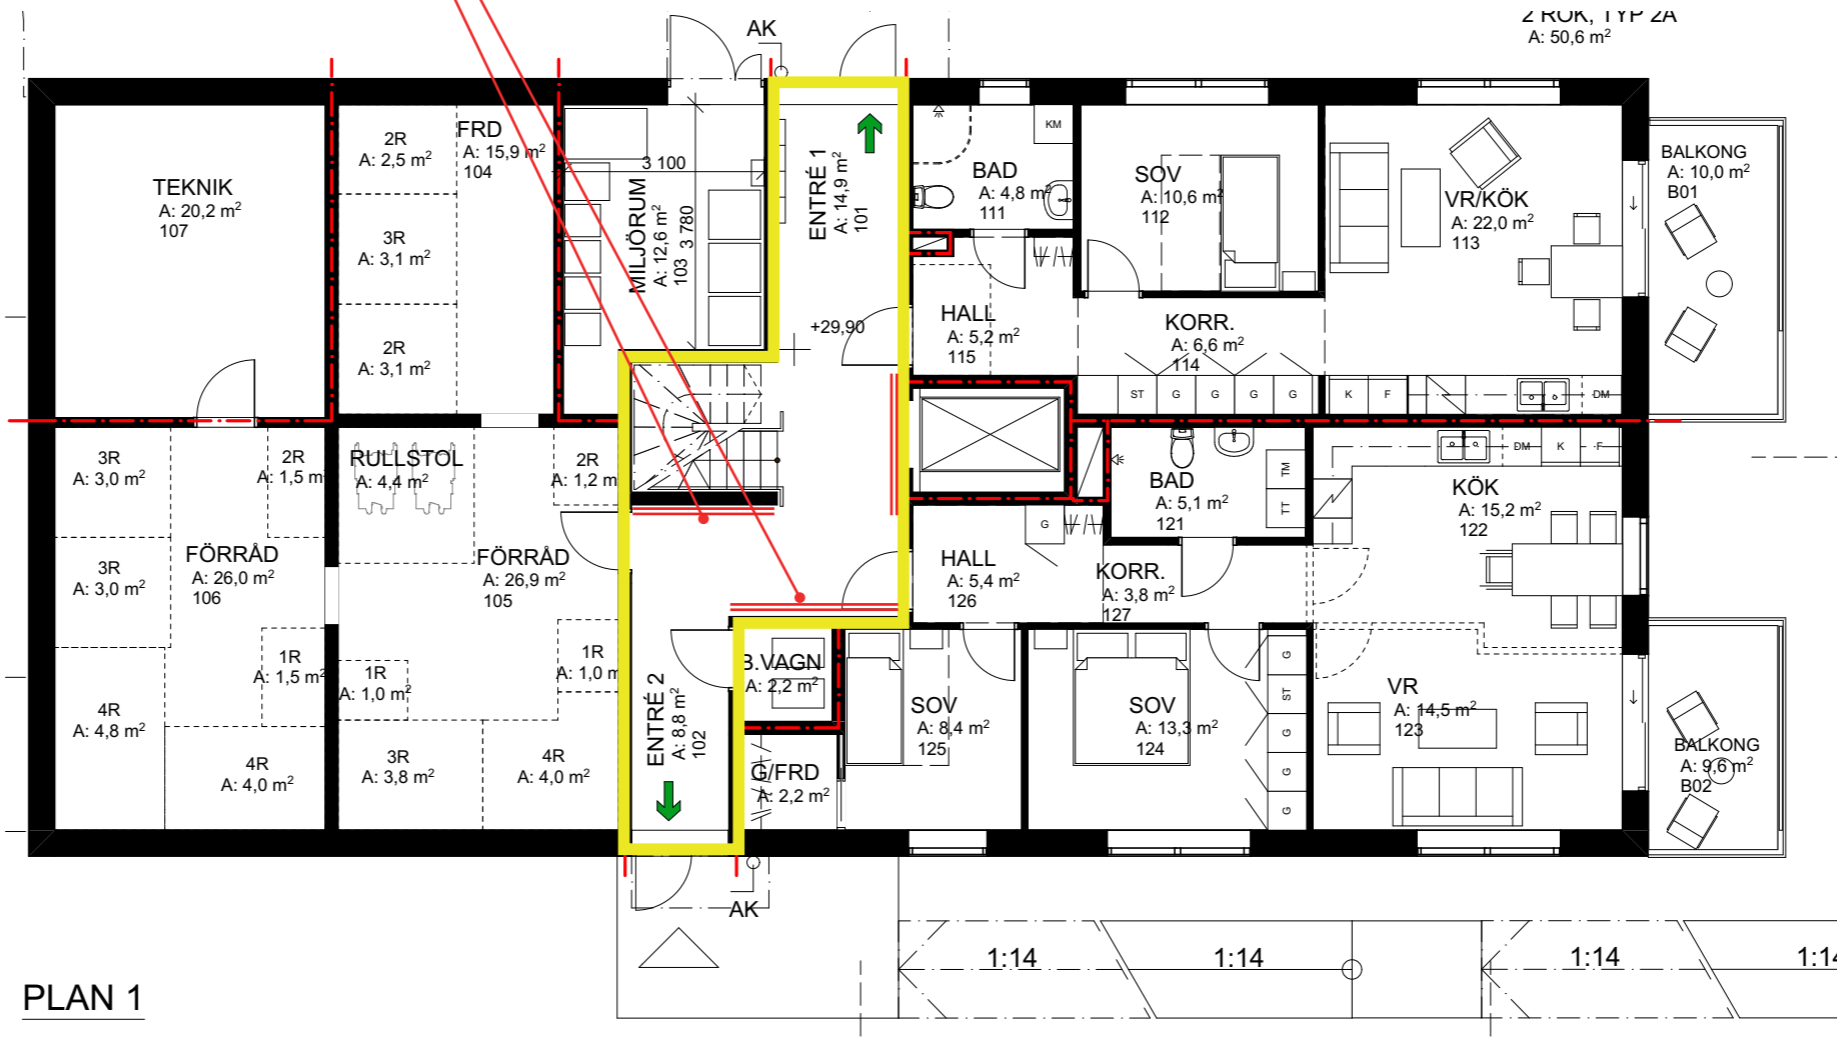 2 ROK, TYP 2A
A: 50,6 m²
AK
TEKNIK
A: 20,2 m²
107
2R
A: 2,5 m²
FRD
A: 15,9 m²
104
3R
A: 3,1 m²
2R
A: 3,1 m²
3 100
3 780
MILJÖRUM
A: 12,6 m²
103
ENTRÉ 1
A: 14,9 m²
101
+29,90
KM
BAD
A: 4,8 m²
111
SOV
A: 10,6 m²
112
VR/KÖK
A: 22,0 m²
113
BALKONG
A: 10,0 m²
B01
HALL
A: 5,2 m²
115
KORR.
A: 6,6 m²
114
ST
G
G
G
G
K
F
DM
3R
A: 3,0 m²
2R
A: 1,5 m²
RULLSTOL
A: 4,4 m²
2R
A: 1,2 m
3R
A: 3,0 m²
FÖRRÅD
A: 26,0 m²
106
FÖRRÅD
A: 26,9 m²
105
BAD
A: 5,1 m²
121
TM
TT
DM
K
F
KÖK
A: 15,2 m²
122
G
HALL
A: 5,4 m²
126
KORR.
A: 3,8 m²
127
1R
A: 1,5 m²
1R
A: 1,0 m²
1R
A: 1,0 m
4R
A: 4,8 m²
4R
A: 4,0 m²
3R
A: 3,8 m²
4R
A: 4,0 m²
ENTRÉ 2
A: 8,8 m²
102
B.VAGN
A: 2,2 m²
G/FRD
A: 2,2 m²
SOV
A: 8,4 m²
125
SOV
A: 13,3 m²
124
G
ST
G
G
G
VR
A: 14,5 m²
123
BALKONG
A: 9,6 m²
B02
AK
1:14
1:14
1:14
1:14
PLAN 1